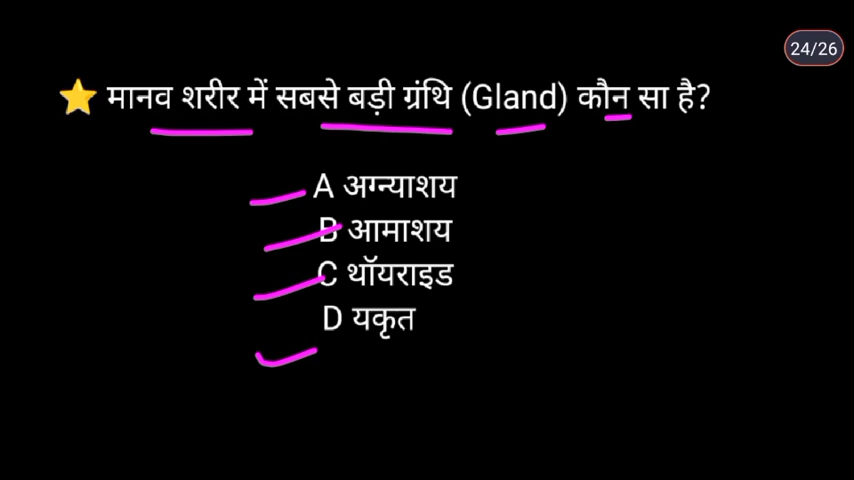 24/26
मानव शरीर में सबसे बड़ी ग्रंथि (Gland) कौन सा है?
A अग्न्याशय
B आमाशय
C थॉयराइड
D यकृत